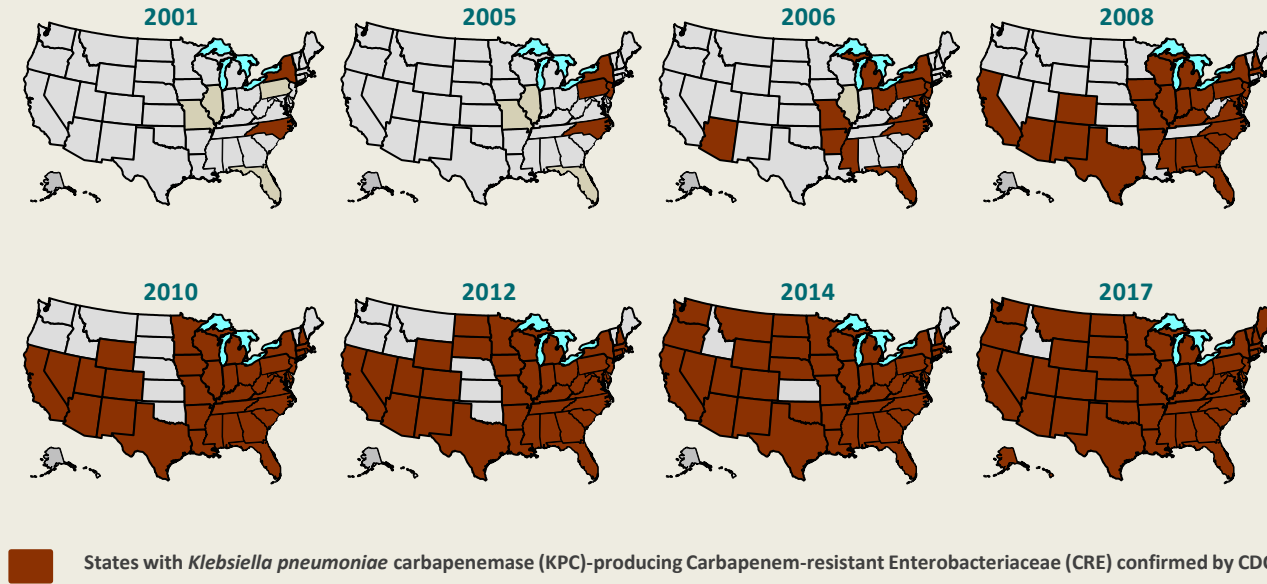 2001 2005 2006 2008
2010 2012 2014 2017
States with Klebsiella pneumoniae carbapenemase (KPC)-producing Carbapenem-resistant Enterobacteriaceae (CRE) confirmed by CDC